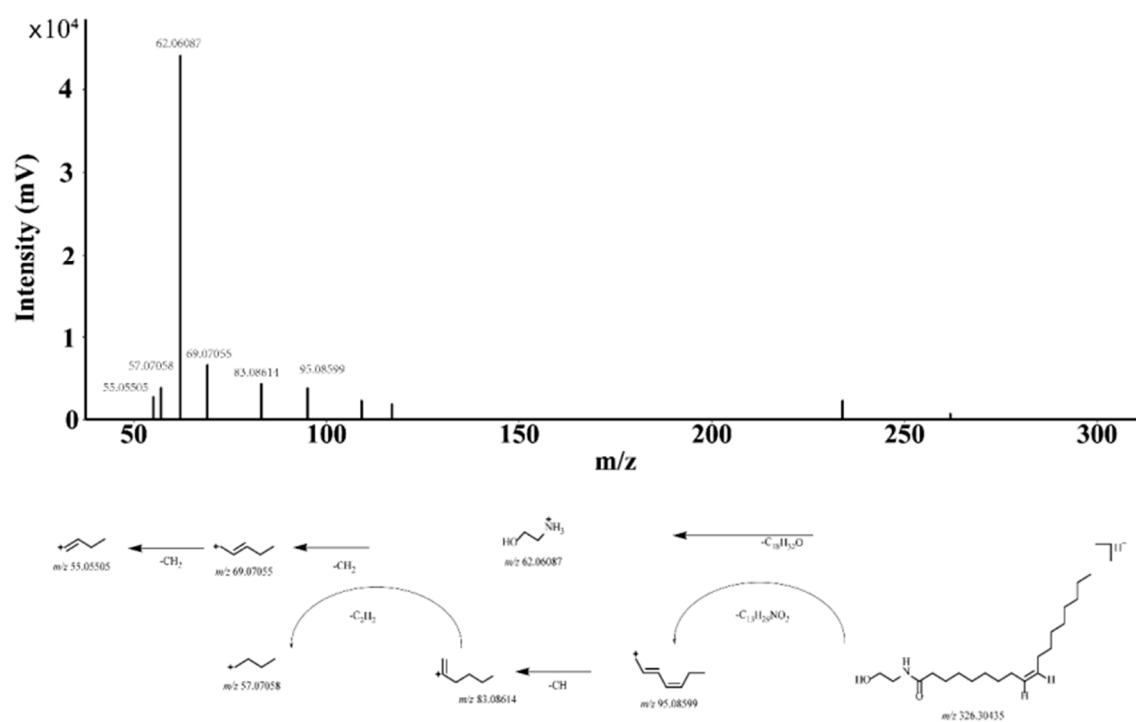 ×10⁴
62.06087
4
3
2
1
0
Intensity (mV)
55.05505
57.07058
69.07055
83.08614
95.08599
50
100
150
200
250
300
m/z
m/z 55.05505
-CH₂
m/z 69.07055
-CH₂
HO
NH₃
+
m/z 62.06087
-C₁₈H₃₂O
-C₂H₂
-C₁₃H₂₉NO₂
m/z 57.07058
m/z 83.08614
-CH
m/z 95.08599
HO
H
N
O
H
H
m/z 326.30435